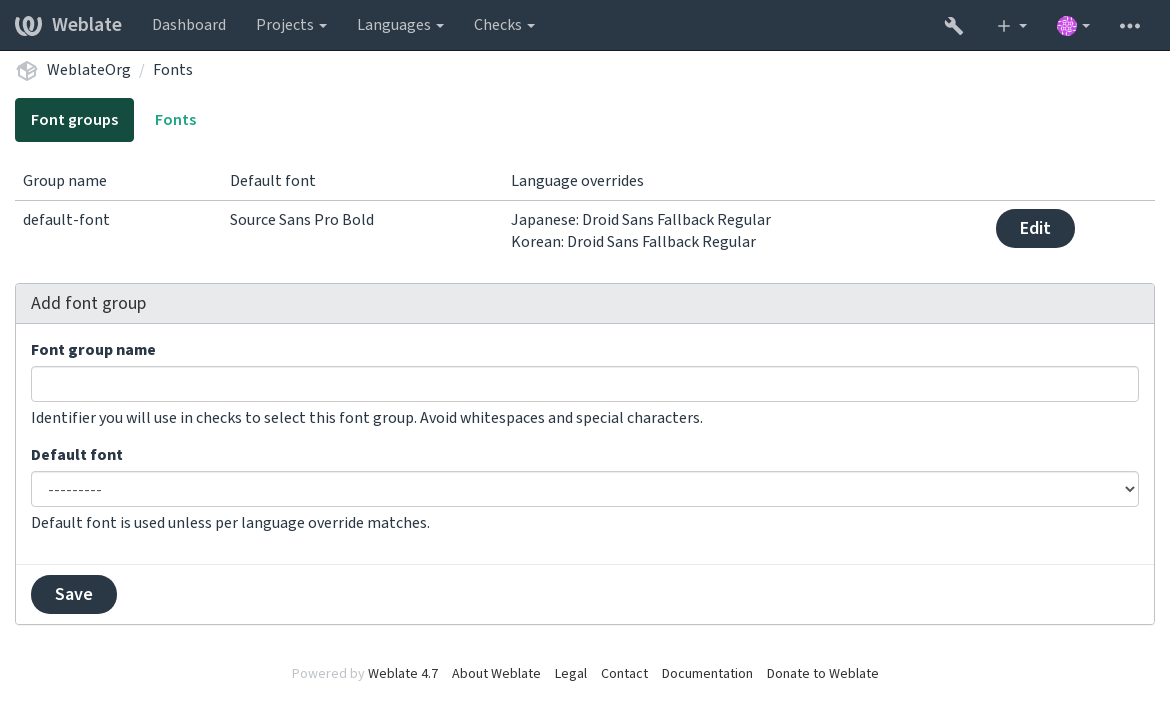 Weblate Dashboard Projects Languages Checks
WeblateOrg / Fonts
Font groups Fonts
Group name Default font Language overrides
default-font Source Sans Pro Bold Japanese: Droid Sans Fallback Regular Edit
Korean: Droid Sans Fallback Regular
Add font group
Font group name
Identifier you will use in checks to select this font group. Avoid whitespaces and special characters.
Default font
---------
Default font is used unless per language override matches.
Save
Powered by Weblate 4.7 About Weblate Legal Contact Documentation Donate to Weblate